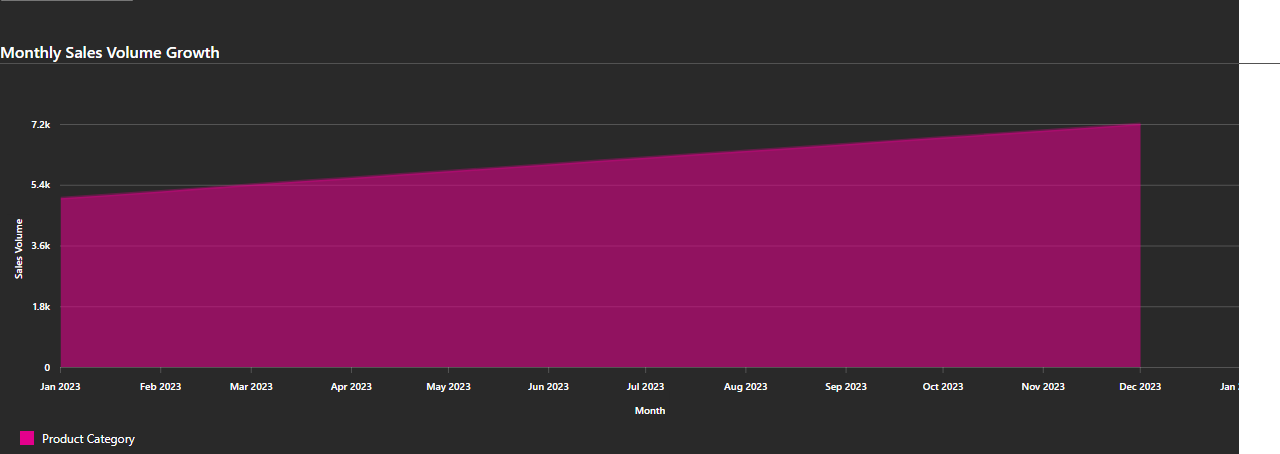 Monthly Sales Volume Growth
7.2k
5.4k
3.6k
1.8k
0
Sales Volume
Jan 2023 Feb 2023 Mar 2023 Apr 2023 May 2023 Jun 2023 Jul 2023 Aug 2023 Sep 2023 Oct 2023 Nov 2023 Dec 2023 Jan
Month
Product Category